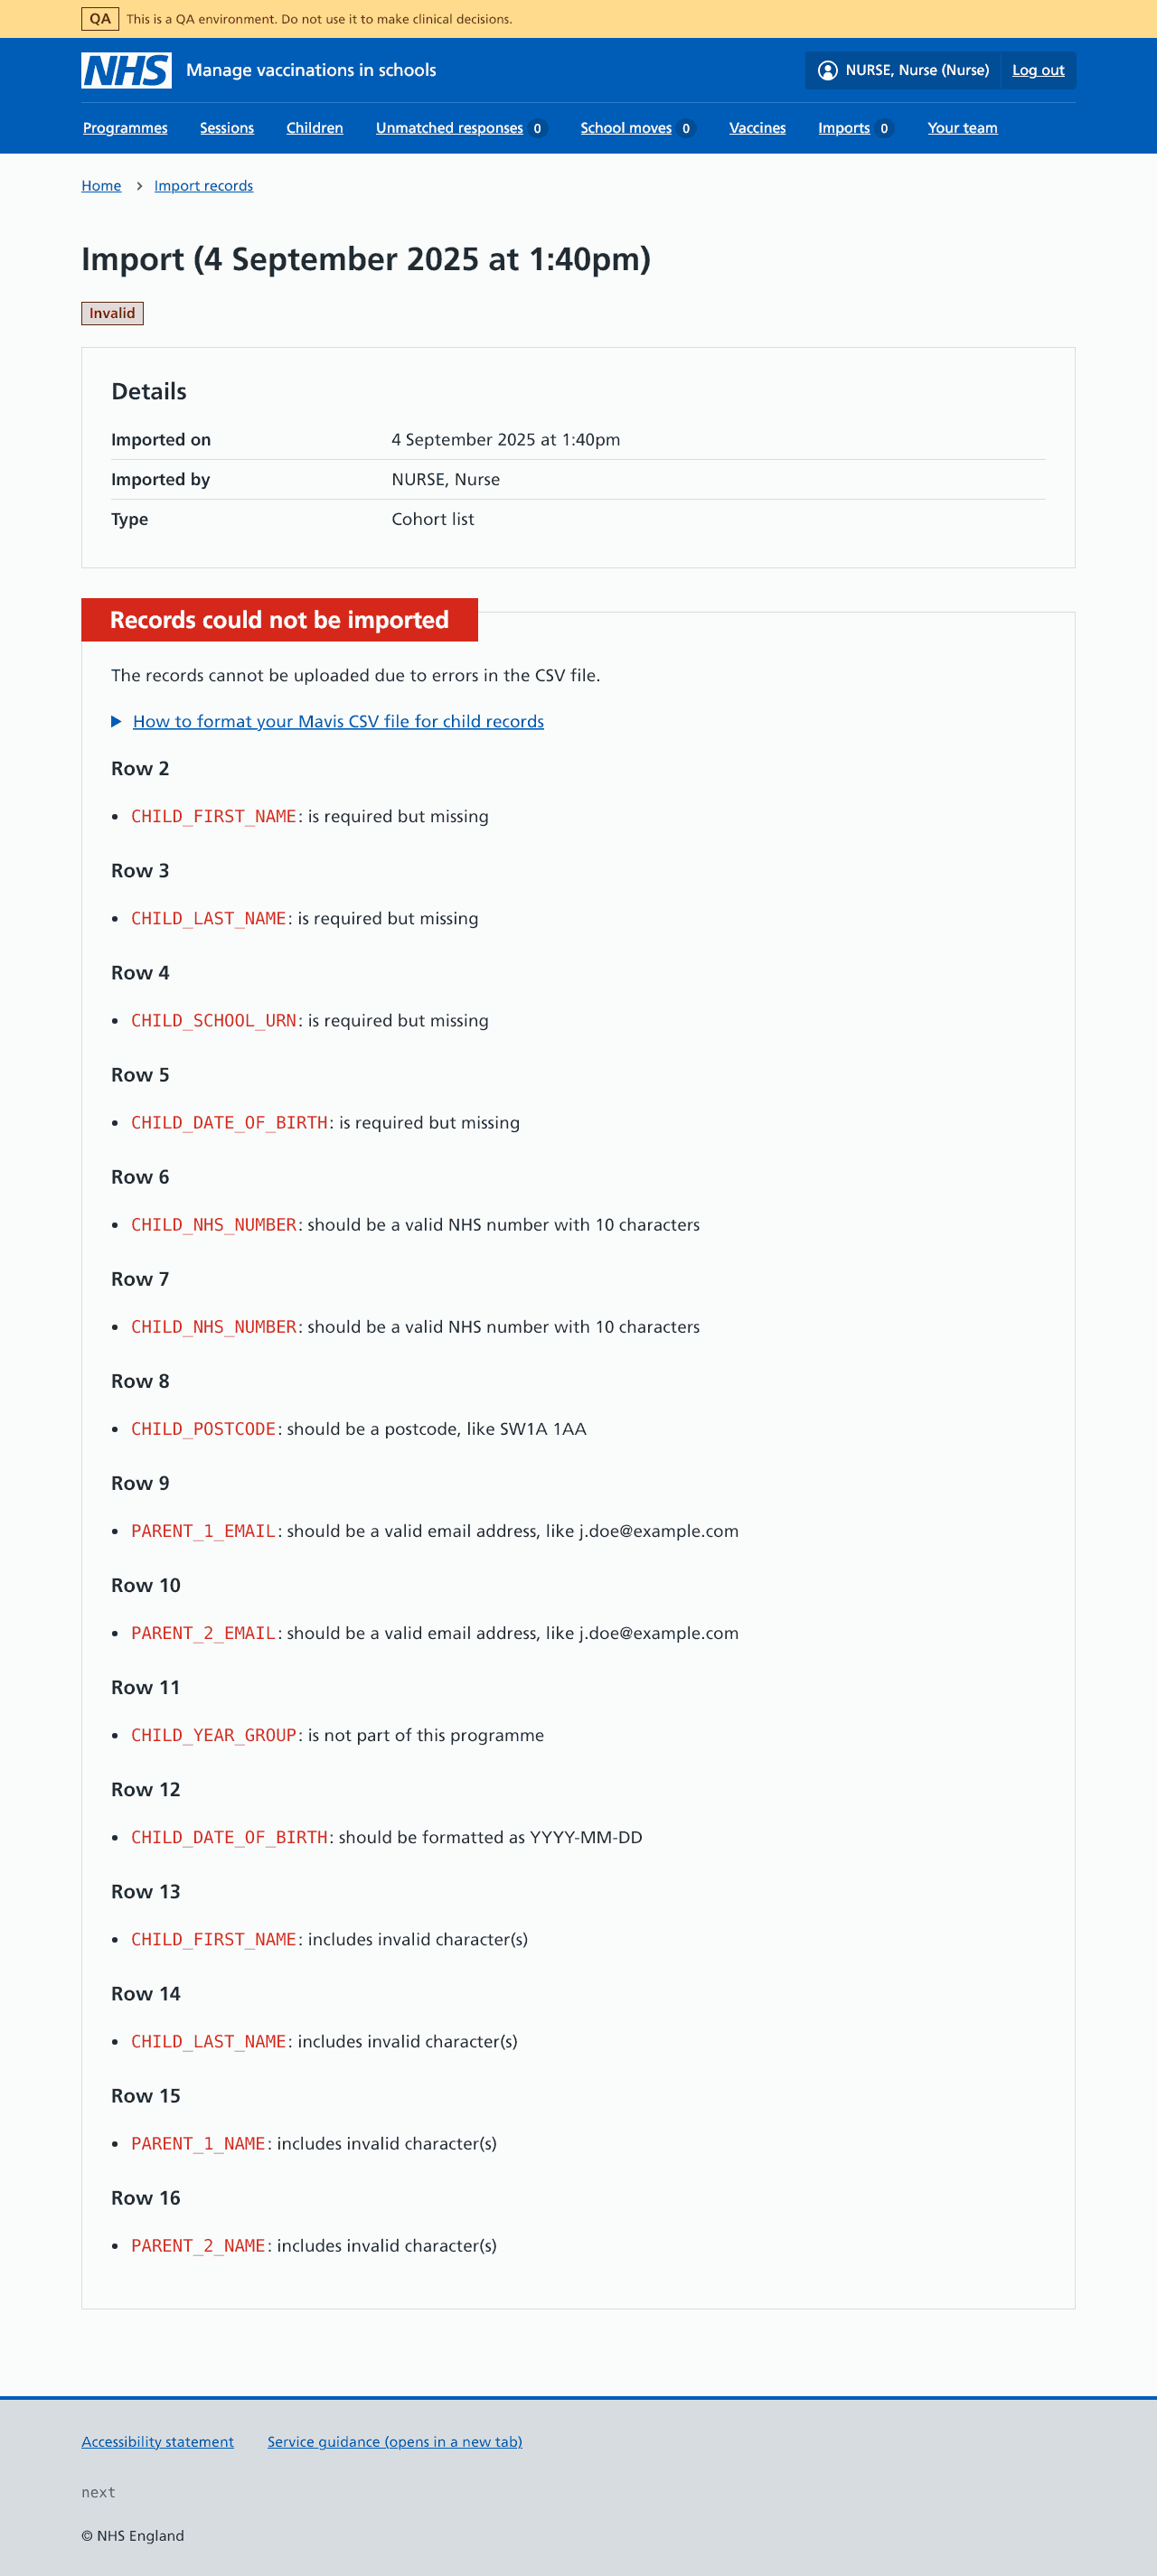 QA This is a QA environment. Do not use it to make clinical decisions.
NHS Manage vaccinations in schools NURSE, Nurse (Nurse) Log out
Programmes Sessions Children Unmatched responses 0 School moves 0 Vaccines Imports 0 Your team
Home Import records
Import (4 September 2025 at 1:40pm)
Invalid
Details
Imported on 4 September 2025 at 1:40pm
Imported by NURSE, Nurse
Type Cohort list
Records could not be imported
The records cannot be uploaded due to errors in the CSV file.
How to format your Mavis CSV file for child records
Row 2
CHILD_FIRST_NAME: is required but missing
Row 3
CHILD_LAST_NAME: is required but missing
Row 4
CHILD_SCHOOL_URN: is required but missing
Row 5
CHILD_DATE_OF_BIRTH: is required but missing
Row 6
CHILD_NHS_NUMBER: should be a valid NHS number with 10 characters
Row 7
CHILD_NHS_NUMBER: should be a valid NHS number with 10 characters
Row 8
CHILD_POSTCODE: should be a postcode, like SW1A 1AA
Row 9
PARENT_1_EMAIL: should be a valid email address, like j.doe@example.com
Row 10
PARENT_2_EMAIL: should be a valid email address, like j.doe@example.com
Row 11
CHILD_YEAR_GROUP: is not part of this programme
Row 12
CHILD_DATE_OF_BIRTH: should be formatted as YYYY-MM-DD
Row 13
CHILD_FIRST_NAME: includes invalid character(s)
Row 14
CHILD_LAST_NAME: includes invalid character(s)
Row 15
PARENT_1_NAME: includes invalid character(s)
Row 16
PARENT_2_NAME: includes invalid character(s)
Accessibility statement Service guidance (opens in a new tab)
next
© NHS England